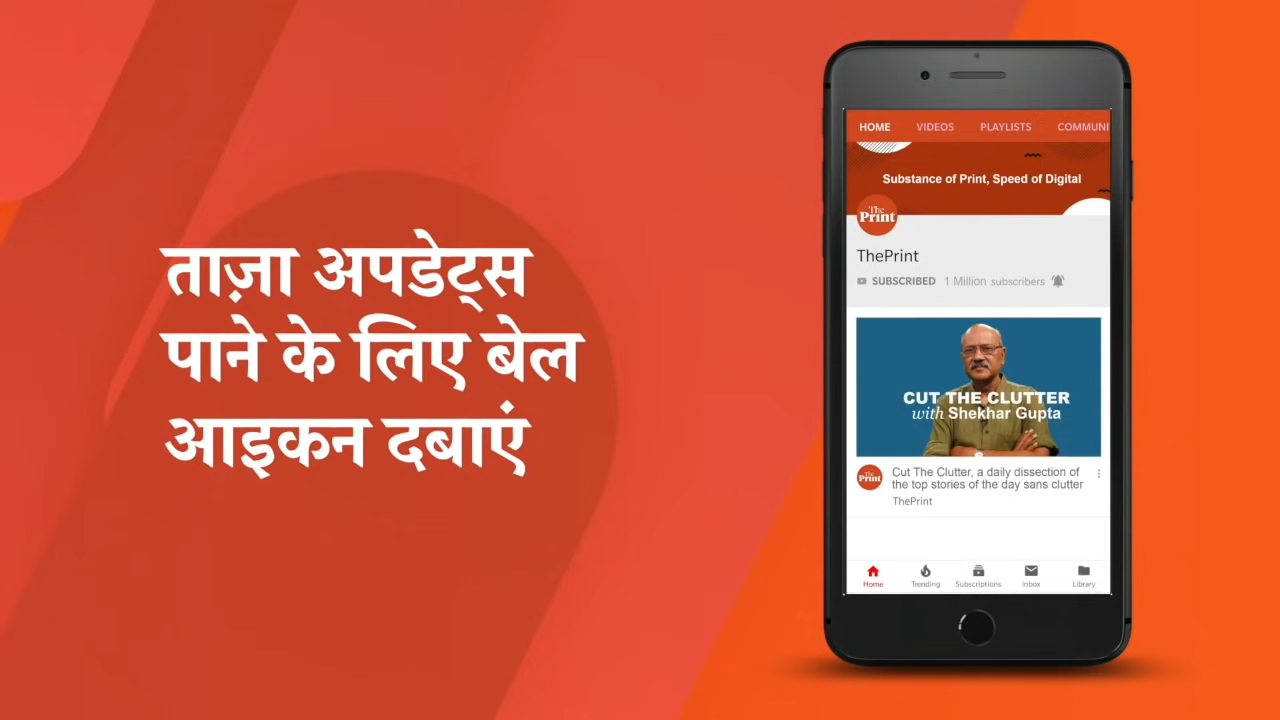 ताज़ा अपडेट्स
पाने के लिए बेल
आइकन दबाएं
HOME VIDEOS PLAYLISTS COMMUNI
Substance of Print, Speed of Digital
The
Print
ThePrint
SUBSCRIBED 1 Million subscribers
CUT THE CLUTTER
with Shekhar Gupta
The
Print
Cut The Clutter, a daily dissection of
the top stories of the day sans clutter
ThePrint
Home Trending Subscriptions Inbox Library